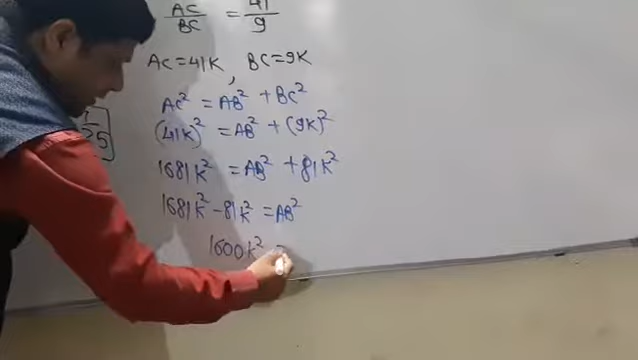 AC/BC = 41/9
AC = 41K , BC = 9K
AC² = AB² + BC²
(41K)² = AB² + (9K)²
1681K² = AB² + 81K²
1681K² - 81K² = AB²
1600K²
25